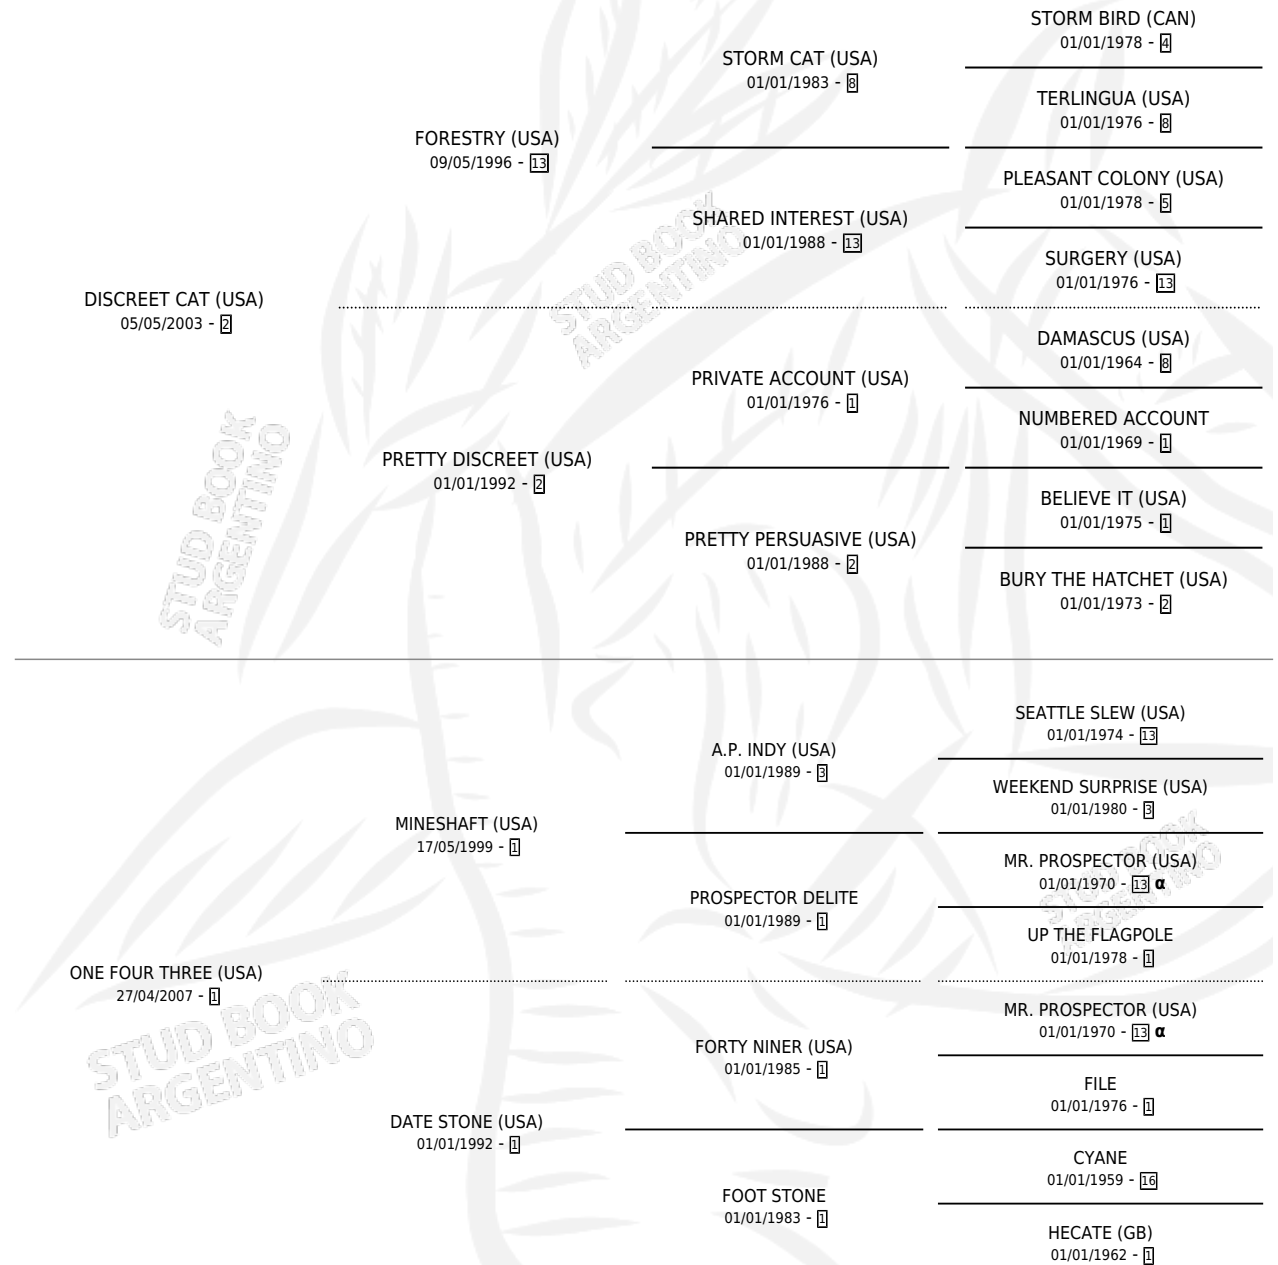 STORM BIRD (CAN)
01/01/1978 - 4
STORM CAT (USA)
01/01/1983 - 8
TERLINGUA (USA)
01/01/1976 - 8
FORESTRY (USA)
09/05/1996 - 13
PLEASANT COLONY (USA)
01/01/1978 - 5
SHARED INTEREST (USA)
01/01/1988 - 13
SURGERY (USA)
01/01/1976 - 13
DISCREET CAT (USA)
05/05/2003 - 2
STUD BOOK
ARGENTINO
DAMASCUS (USA)
01/01/1964 - 8
PRIVATE ACCOUNT (USA)
01/01/1976 - 1
NUMBERED ACCOUNT
01/01/1969 - 1
PRETTY DISCREET (USA)
01/01/1992 - 2
BELIEVE IT (USA)
01/01/1975 - 1
PRETTY PERSUASIVE (USA)
01/01/1988 - 2
BURY THE HATCHET (USA)
01/01/1973 - 2
STUD BOOK
ARGENTINO
SEATTLE SLEW (USA)
01/01/1974 - 13
A.P. INDY (USA)
01/01/1989 - 3
WEEKEND SURPRISE (USA)
01/01/1980 - 3
MINESHAFT (USA)
17/05/1999 - 1
MR. PROSPECTOR (USA)
01/01/1970 - 13 α
STUD BOOK
ARGENTINO
PROSPECTOR DELITE
01/01/1989 - 1
UP THE FLAGPOLE
01/01/1978 - 1
ONE FOUR THREE (USA)
27/04/2007 - 1
STUD BOOK
ARGENTINO
MR. PROSPECTOR (USA)
01/01/1970 - 13 α
FORTY NINER (USA)
01/01/1985 - 1
FILE
01/01/1976 - 1
DATE STONE (USA)
01/01/1992 - 1
CYANE
01/01/1959 - 16
FOOT STONE
01/01/1983 - 1
HECATE (GB)
01/01/1962 - 1